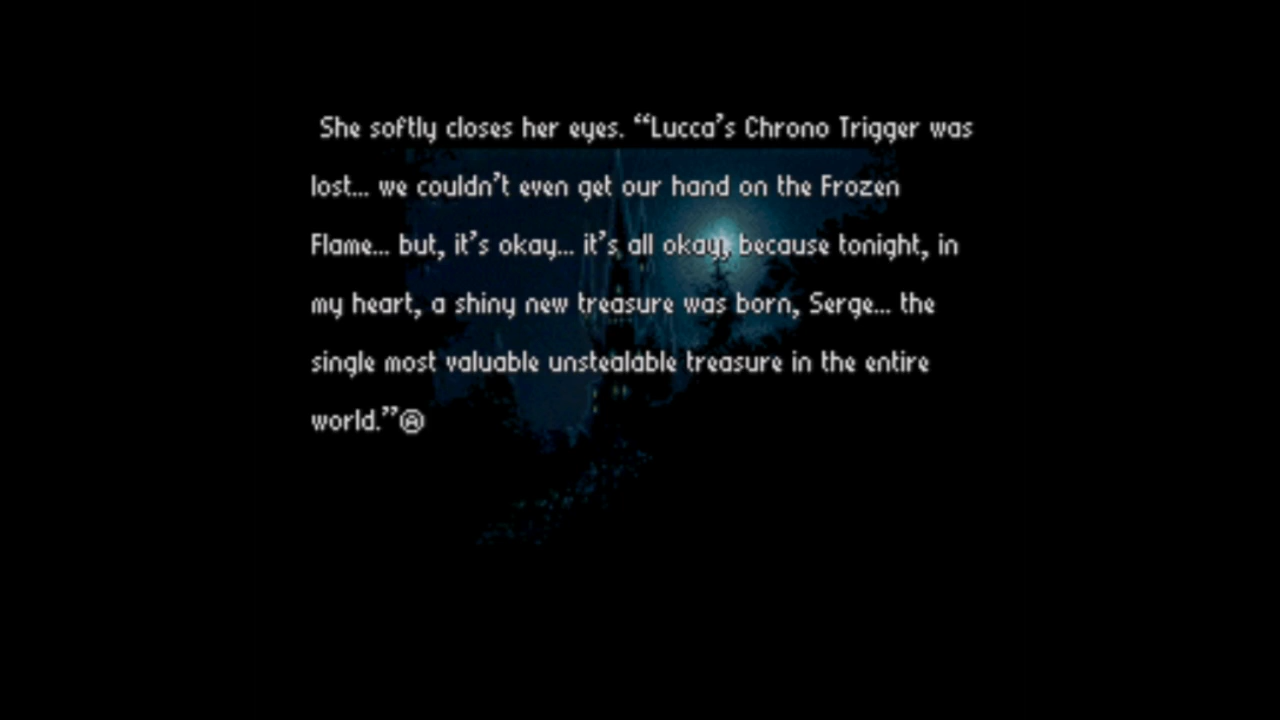 She softly closes her eyes. “Lucca’s Chrono Trigger was
lost... we couldn’t even get our hand on the Frozen
Flame... but, it’s okay... it’s all okay, because tonight, in
my heart, a shiny new treasure was born, Serge... the
single most valuable unstealable treasure in the entire
world.”Ⓐ